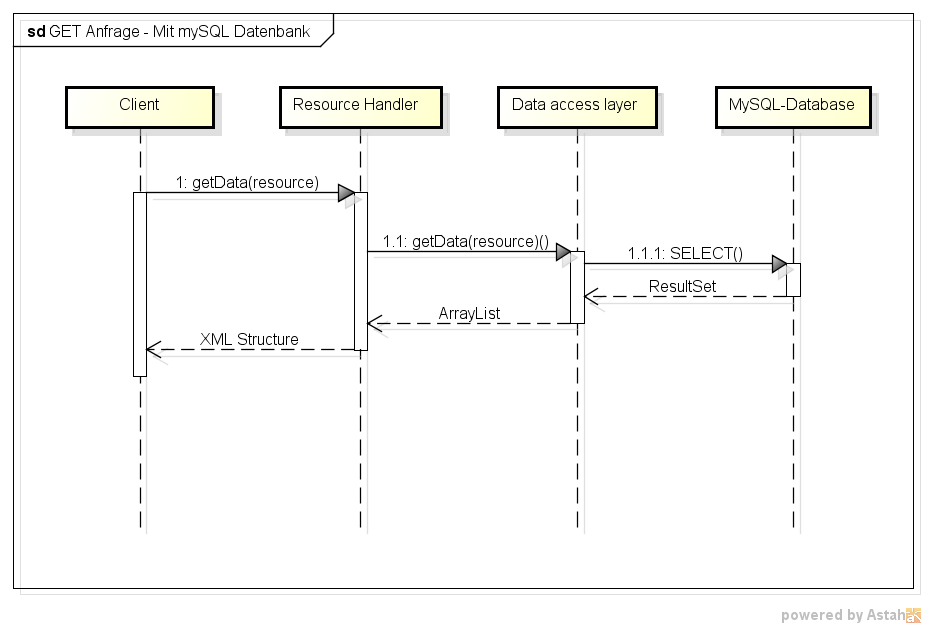 sd GET Anfrage - Mit mySQL Datenbank
Client
Resource Handler
Data access layer
MySQL-Database
1: getData(resource)
1.1: getData(resource)()
1.1.1: SELECT()
ResultSet
ArrayList
XML Structure
powered by Astah